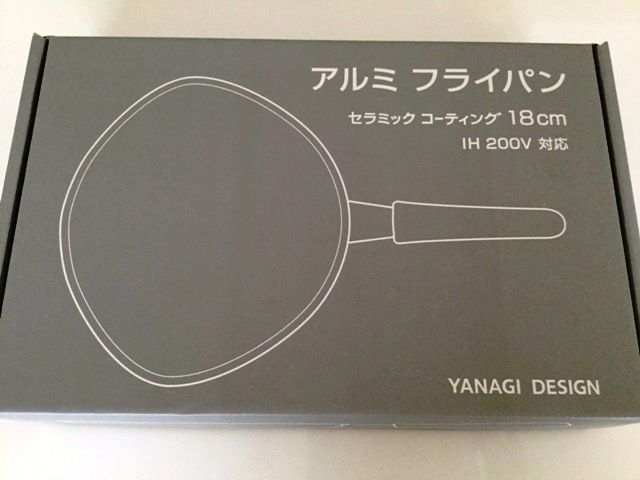 アルミ フライパン
セラミック コーティング 18cm
IH 200V 対応
YANAGI DESIGN